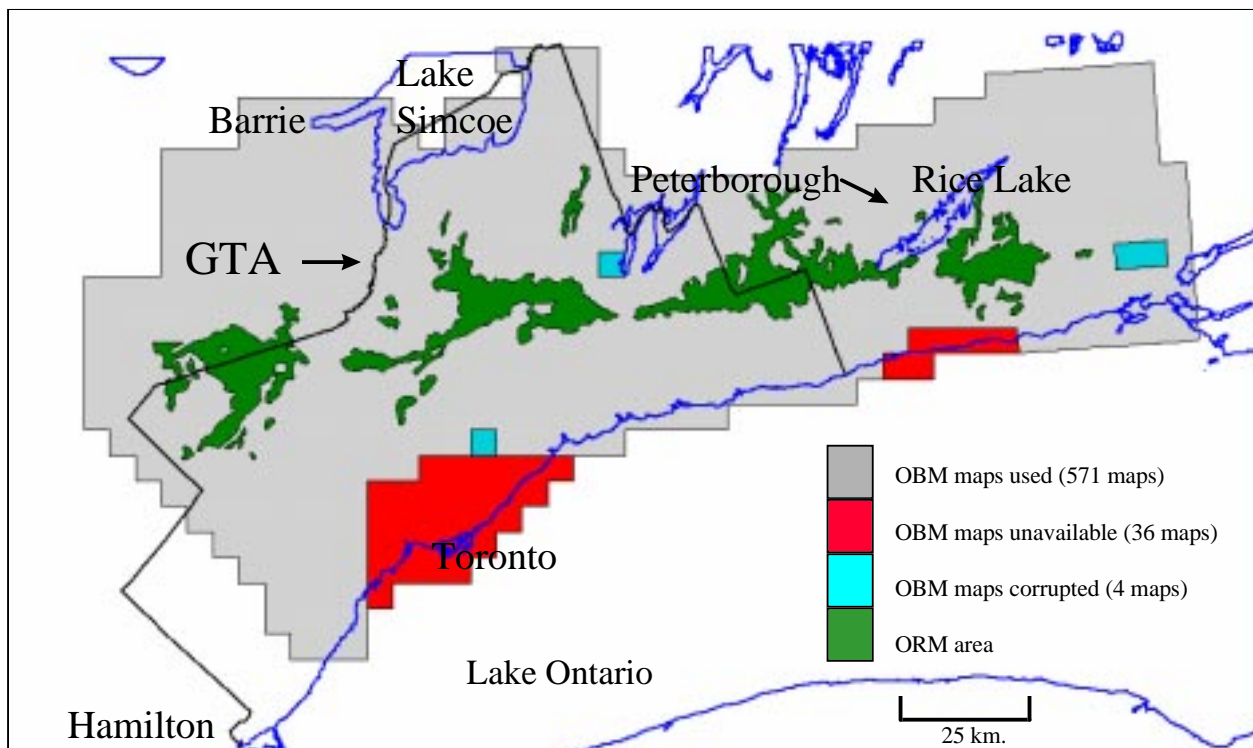 Lake
Simcoe
Barrie
Peterborough
Rice Lake
GTA
OBM maps used (571 maps)
OBM maps unavailable (36 maps)
Toronto
OBM maps corrupted (4 maps)
ORM area
Lake Ontario
Hamilton
25 km.